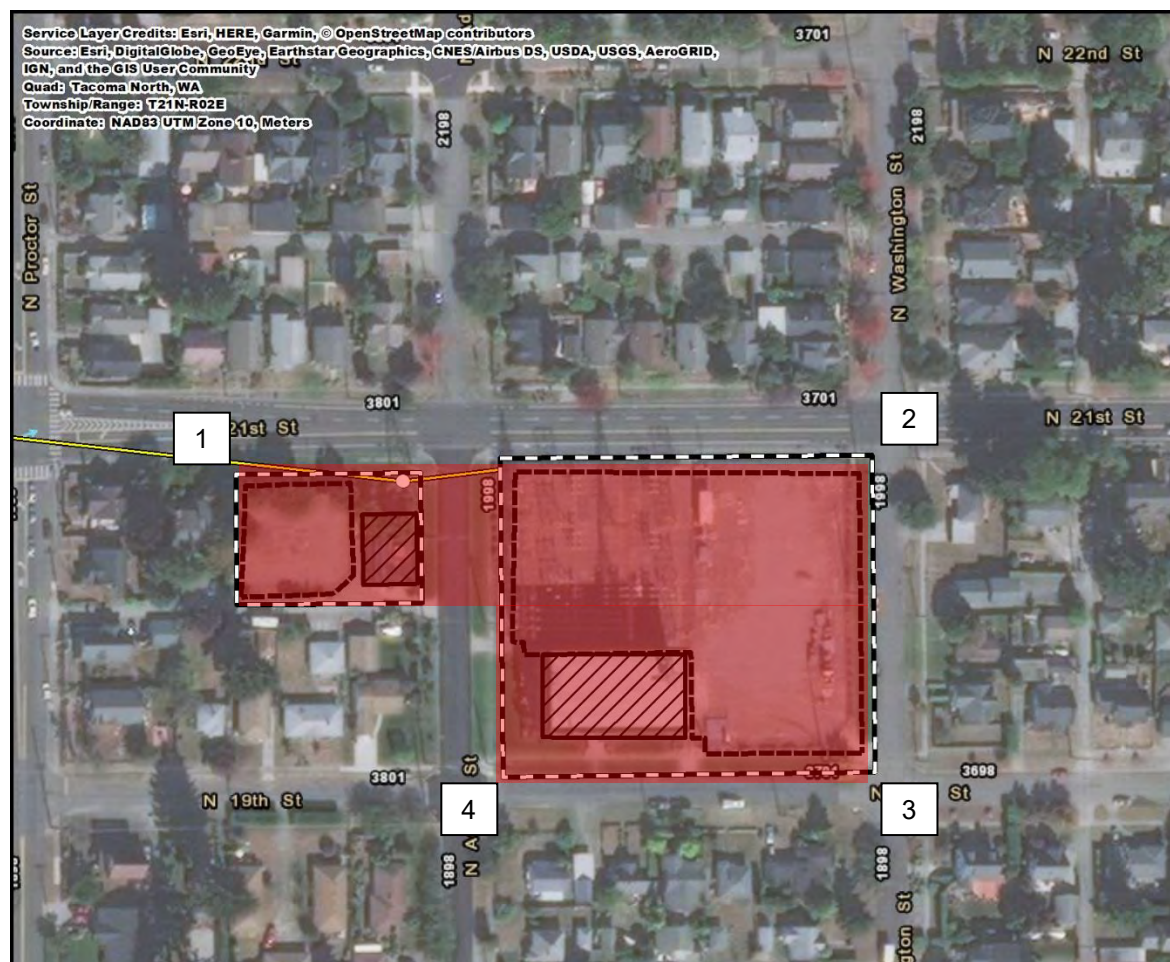 Service Layer Credits: Esri, HERE, Garmin, © OpenStreetMap contributors
Source: Esri, DigitalGlobe, GeoEye, Earthstar Geographics, CNES/Airbus DS, USDA, USGS, AeroGRID,
IGN, and the GIS User Community
Quad: Tacoma North, WA
Township/Range: T21N-R02E
Coordinate: NAD83 UTM Zone 10, Meters
3701
N 22nd St
2198
2198
N Proctor St
N Washington St
3801
3701
1
21st St
2
N 21st St
1998
1998
3801
N 19th St
St
N A
4
3698
N
St
3
1898
1898
gton St